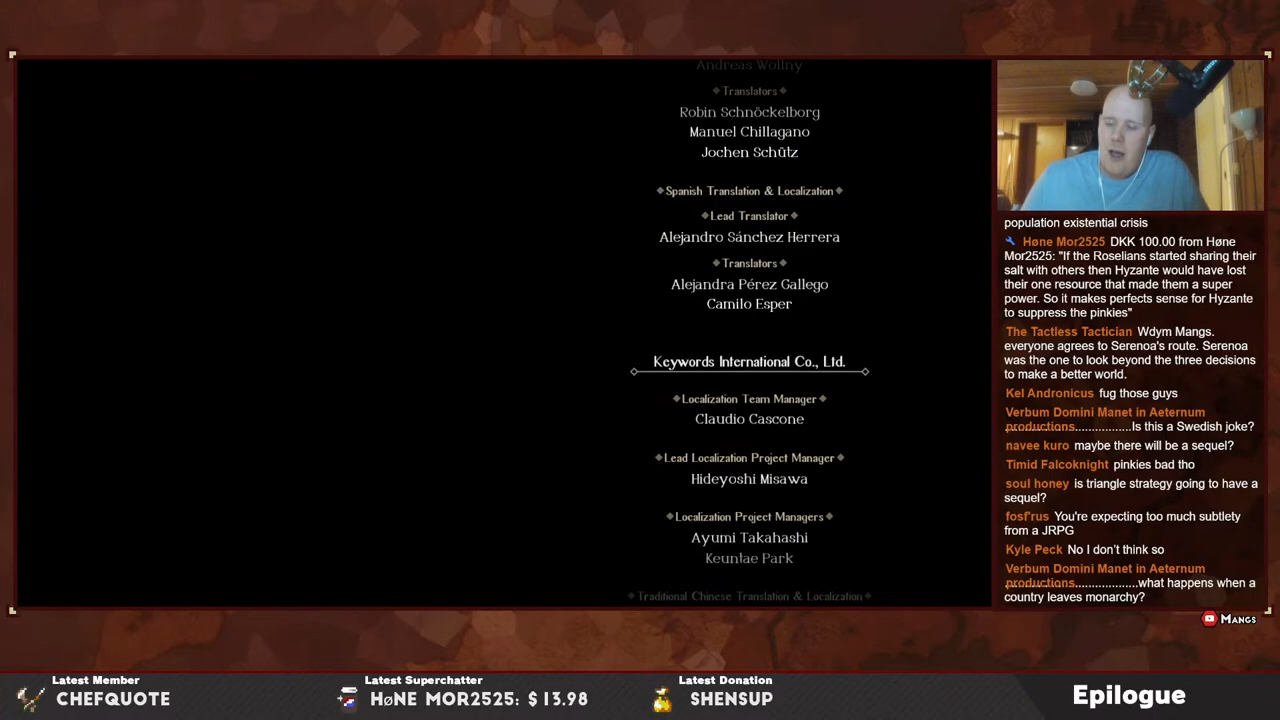 Andreas Wollny
Translators
Robin Schnöckelborg
Manuel Chillagano
Jochen Schütz
Spanish Translation & Localization
Lead Translator
Alejandro Sánchez Herrera
Translators
Alejandra Pérez Gallego
Camilo Esper
Keywords International Co., Ltd.
Localization Team Manager
Claudio Cascone
Lead Localization Project Manager
Hideyoshi Misawa
Localization Project Managers
Ayumi Takahashi
Keuntae Park
Traditional Chinese Translation & Localization
population existential crisis
Høne Mor2525 DKK 100.00 from Høne
Mor2525: "If the Roselians started sharing their
salt with others then Hyzante would have lost
their one resource that made them a super
power. So it makes perfects sense for Hyzante
to suppress the pinkies"
The Tactless Tactician Wdym Mangs.
everyone agrees to Serenoa's route. Serenoa
was the one to look beyond the three decisions
to make a better world.
Kel Andronicus fug those guys
Verbum Domini Manet in Aeternum
productions..................Is this a Swedish joke?
navee kuro maybe there will be a sequel?
Timid Falcoknight pinkies bad tho
soul honey is triangle strategy going to have a
sequel?
fosf'rus You're expecting too much subtlety
from a JRPG
Kyle Peck No I don't think so
Verbum Domini Manet in Aeternum
productions...................what happens when a
country leaves monarchy?
Mangs
Latest Member
CHEFQUOTE
Latest Superchatter
HøNE MOR2525: $13.98
Latest Donation
SHENSUP
Epilogue